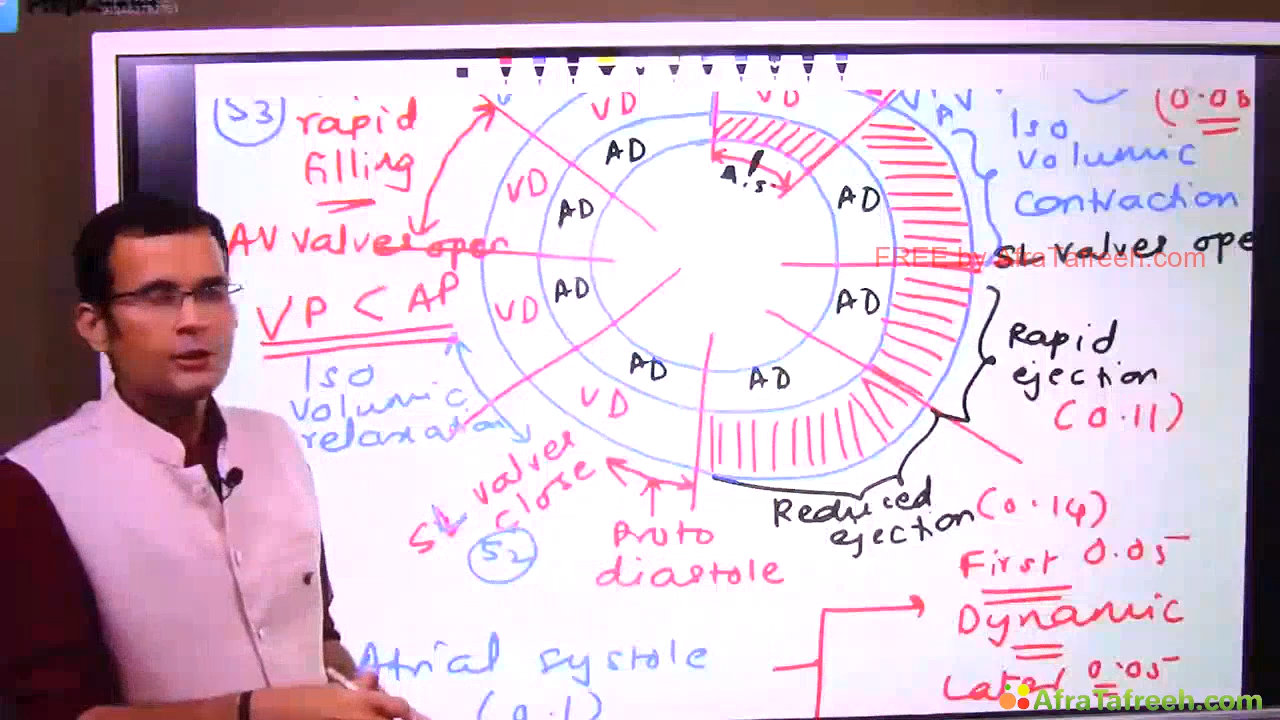 S3
rapid
filling
AV valves open
VP < AP
Iso
volumic
relaxation
VD
VD
VD
VD
VD
AD
AD
AD
AD
AD
AD
AD
A.S.
Iso
volumic
contraction
SL valves ope
FREE by AfraTafreeh.com
Rapid
ejection
(0.11)
Reduced
ejection (0.14)
SL valves
close
S2
Proto
diastole
First 0.05
Dynamic
Later 0.05
Atrial systole
(0.1)
AfraTafreeh.com